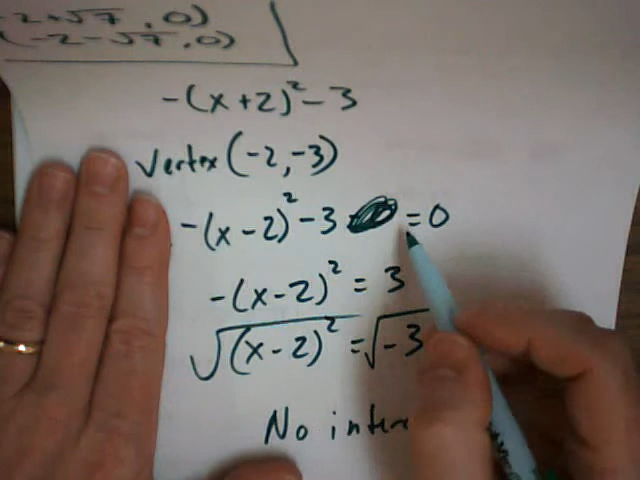 2+√7, 0)
(-2-√7, 0)
-(x+2)²-3
Vertex (-2,-3)
-(x-2)²-3 =0
-(x-2)² = 3
√(x-2)² = √-3
No inter